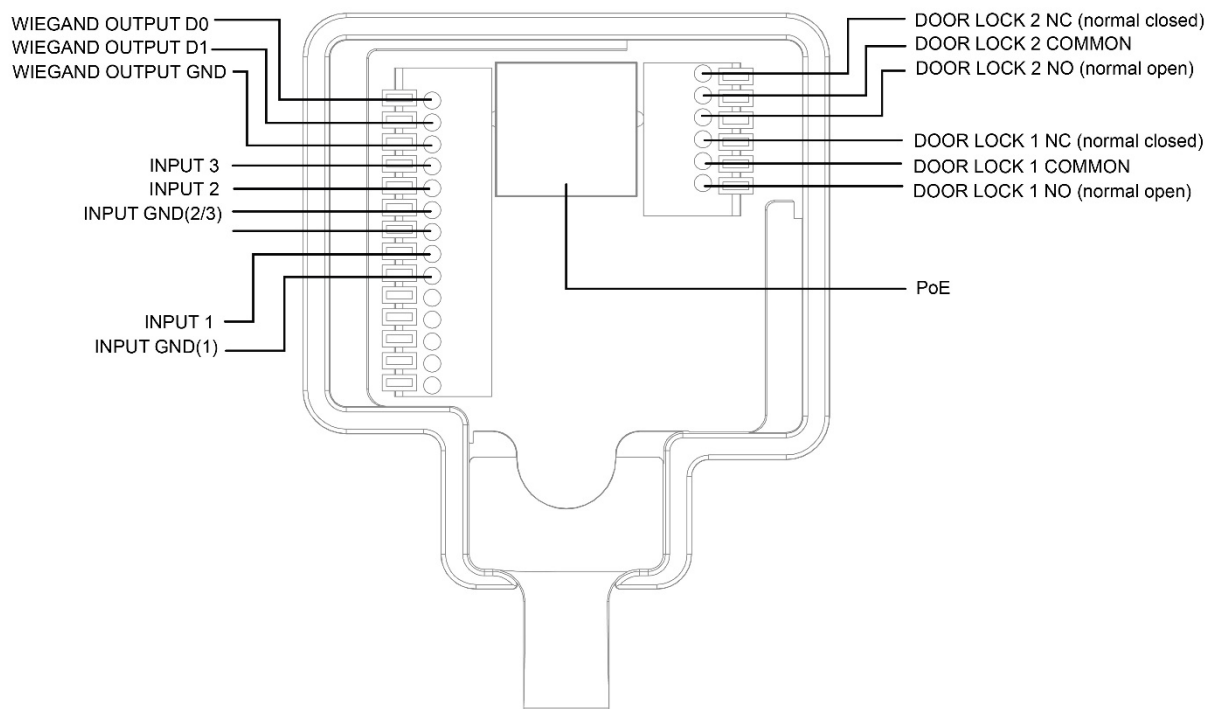 WIEGAND OUTPUT D0
WIEGAND OUTPUT D1
WIEGAND OUTPUT GND
INPUT 3
INPUT 2
INPUT GND(2/3)
INPUT 1
INPUT GND(1)
DOOR LOCK 2 NC (normal closed)
DOOR LOCK 2 COMMON
DOOR LOCK 2 NO (normal open)
DOOR LOCK 1 NC (normal closed)
DOOR LOCK 1 COMMON
DOOR LOCK 1 NO (normal open)
PoE